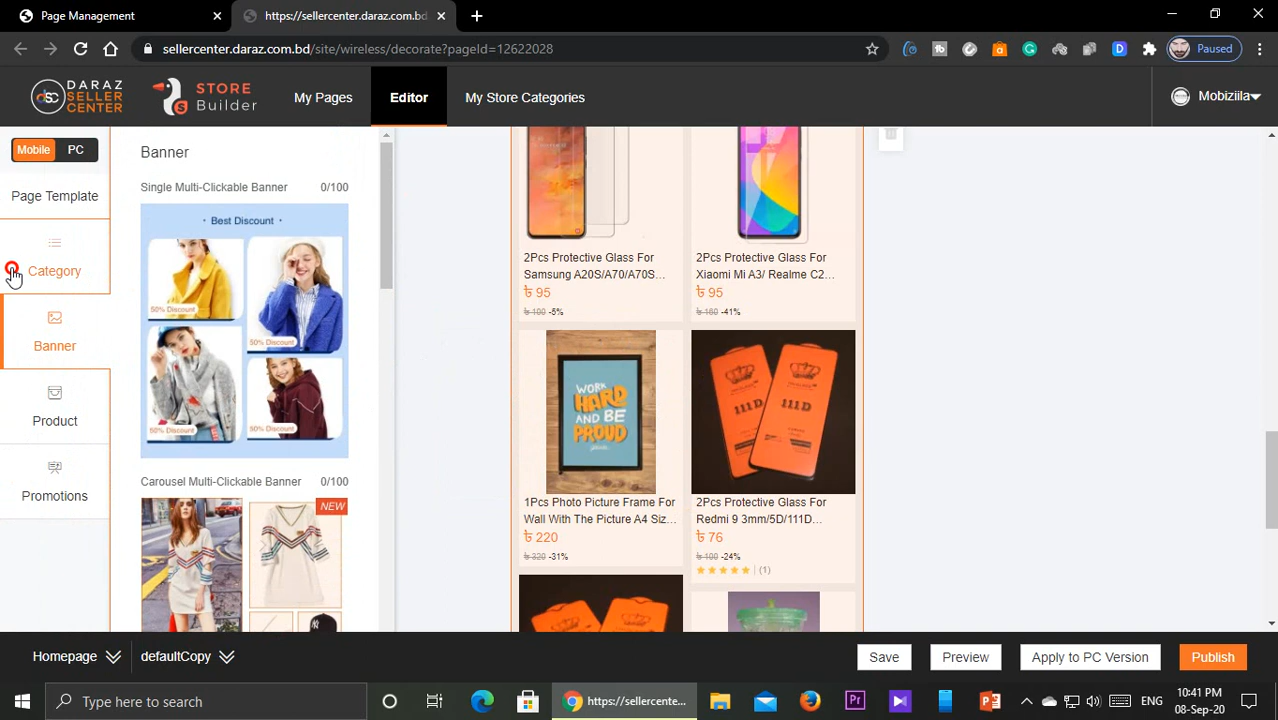 Page Management
https://sellercenter.daraz.com.bd/
sellercenter.daraz.com.bd/site/wireless/decorate?pageId=12622028
Paused
DARAZ
SELLER
CENTER
dsc
STORE
Builder
My Pages
Editor
My Store Categories
Mobiziila
Mobile
PC
Page Template
Category
Banner
Product
Promotions
Banner
Single Multi-Clickable Banner 0/100
· Best Discount ·
50% Discount
50% Discount
50% Discount
50% Discount
Carousel Multi-Clickable Banner 0/100
NEW
2Pcs Protective Glass For
Samsung A20S/A70/A70S...
৳ 95
৳ 100 -5%
2Pcs Protective Glass For
Xiaomi Mi A3/ Realme C2...
৳ 95
৳ 160 -41%
WORK
HARD
AND BE
PROUD
1Pcs Photo Picture Frame For
Wall With The Picture A4 Siz...
৳ 220
৳ 320 -31%
111D
111D
2Pcs Protective Glass For
Redmi 9 3mm/5D/111D...
৳ 76
৳ 100 -24%
(1)
Homepage
defaultCopy
Save
Preview
Apply to PC Version
Publish
Type here to search
https://sellercente...
ENG
10:41 PM
08-Sep-20